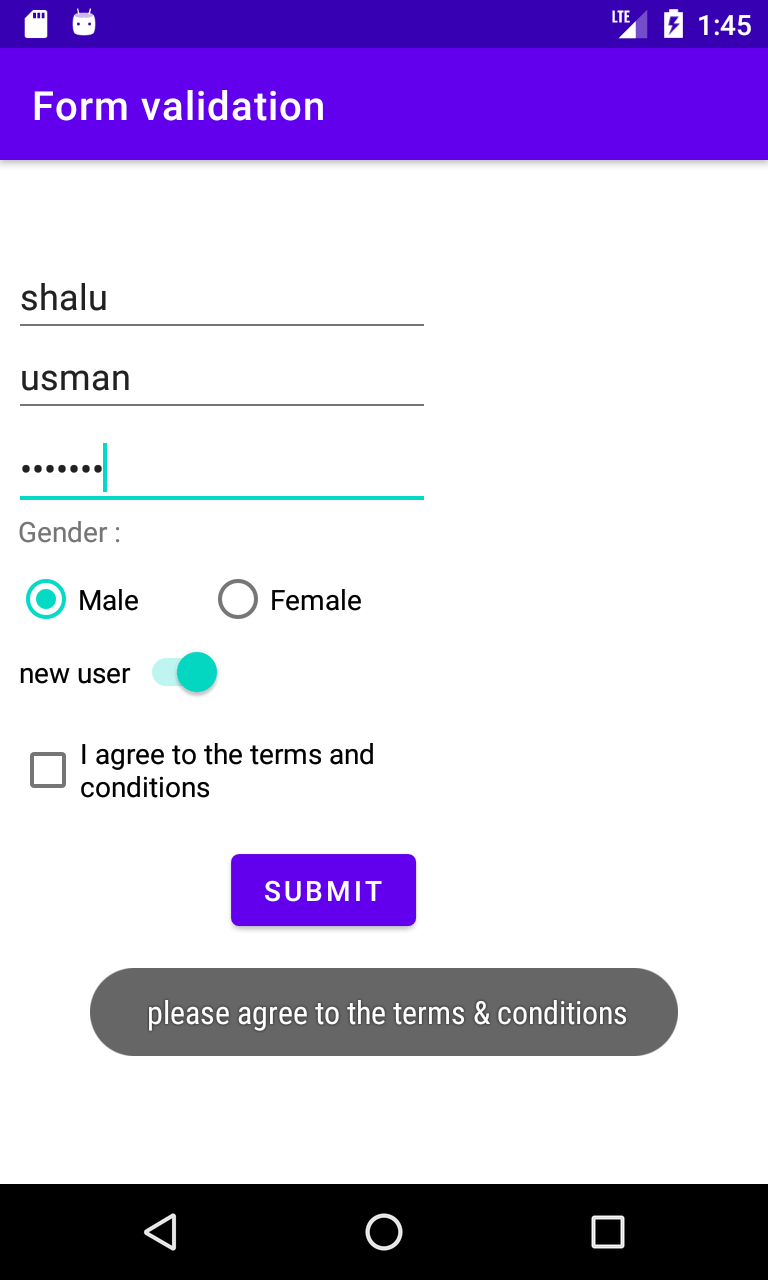 LTE 1:45
Form validation
shalu
usman
•••••••
Gender :
Male Female
new user
I agree to the terms and
conditions
SUBMIT
please agree to the terms & conditions